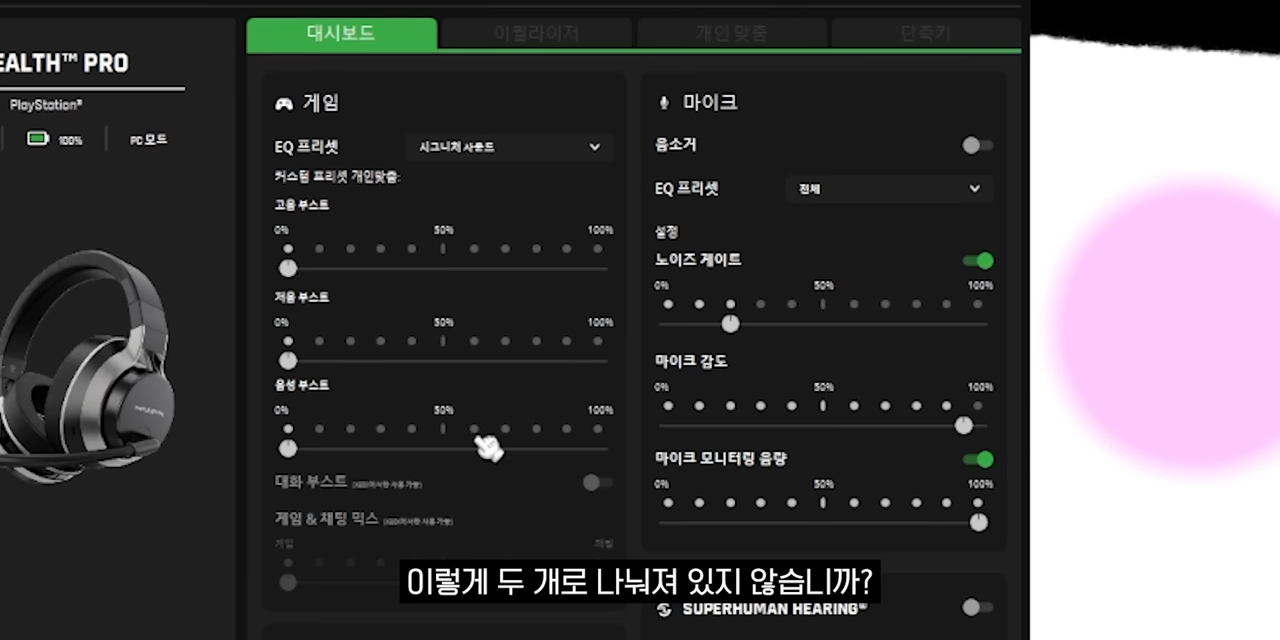 대시보드
이퀄라이저
개인 맞춤
단축키
EALTH™ PRO
PlayStation®
100%
PC 모드
게임
EQ 프리셋
시그니처 사운드
커스텀 프리셋 개인맞춤:
고음 부스트
0%
50%
100%
저음 부스트
0%
50%
100%
음성 부스트
0%
50%
100%
대화 부스트
게임 & 채팅 믹스
게임
채팅
마이크
음소거
EQ 프리셋
전체
설정
노이즈 게이트
0%
50%
100%
마이크 감도
0%
50%
100%
마이크 모니터링 음량
0%
50%
100%
SUPERHUMAN HEARING®
이렇게 두 개로 나눠져 있지 않습니까?